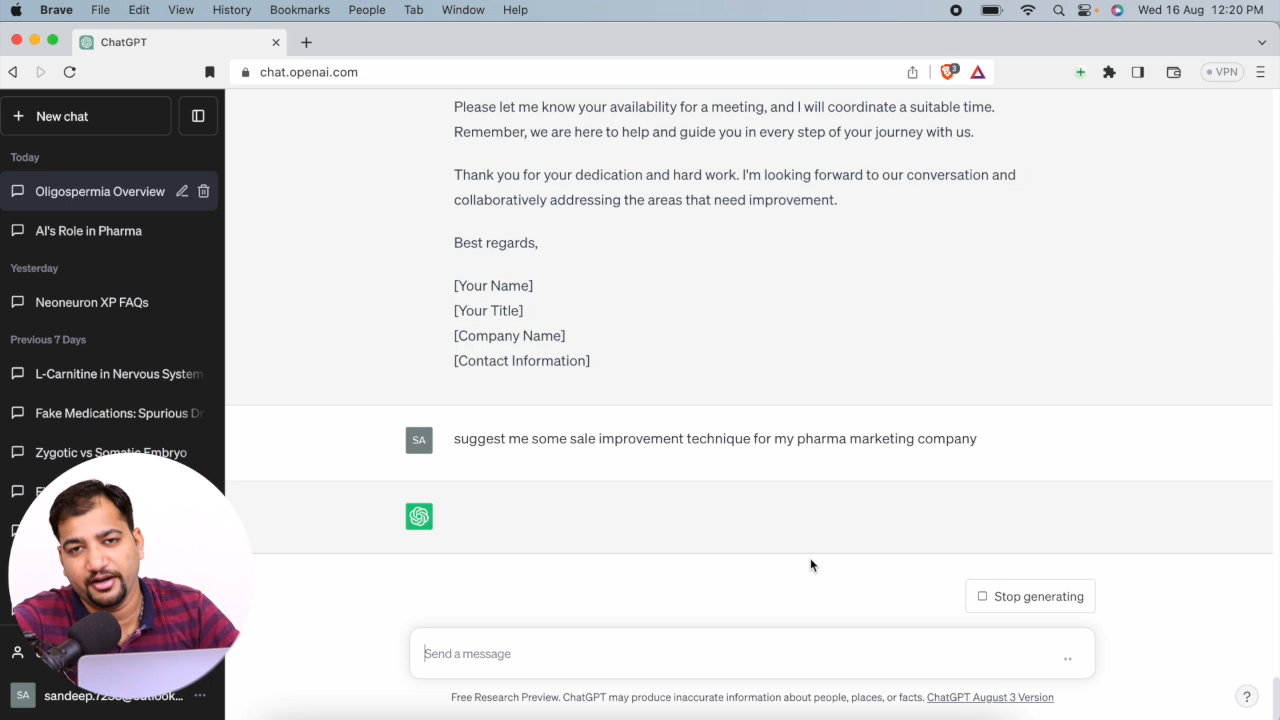 Brave File Edit View History Bookmarks People Tab Window Help Wed 16 Aug 12:20 PM
ChatGPT
chat.openai.com 3 VPN
New chat
Today
Oligospermia Overview
AI's Role in Pharma
Yesterday
Neoneuron XP FAQs
Previous 7 Days
L-Carnitine in Nervous System
Fake Medications: Spurious Dr
Zygotic vs Somatic Embryo
SA
Please let me know your availability for a meeting, and I will coordinate a suitable time.
Remember, we are here to help and guide you in every step of your journey with us.
Thank you for your dedication and hard work. I'm looking forward to our conversation and
collaboratively addressing the areas that need improvement.
Best regards,
[Your Name]
[Your Title]
[Company Name]
[Contact Information]
SA suggest me some sale improvement technique for my pharma marketing company
Stop generating
Send a message
Free Research Preview. ChatGPT may produce inaccurate information about people, places, or facts. ChatGPT August 3 Version
?